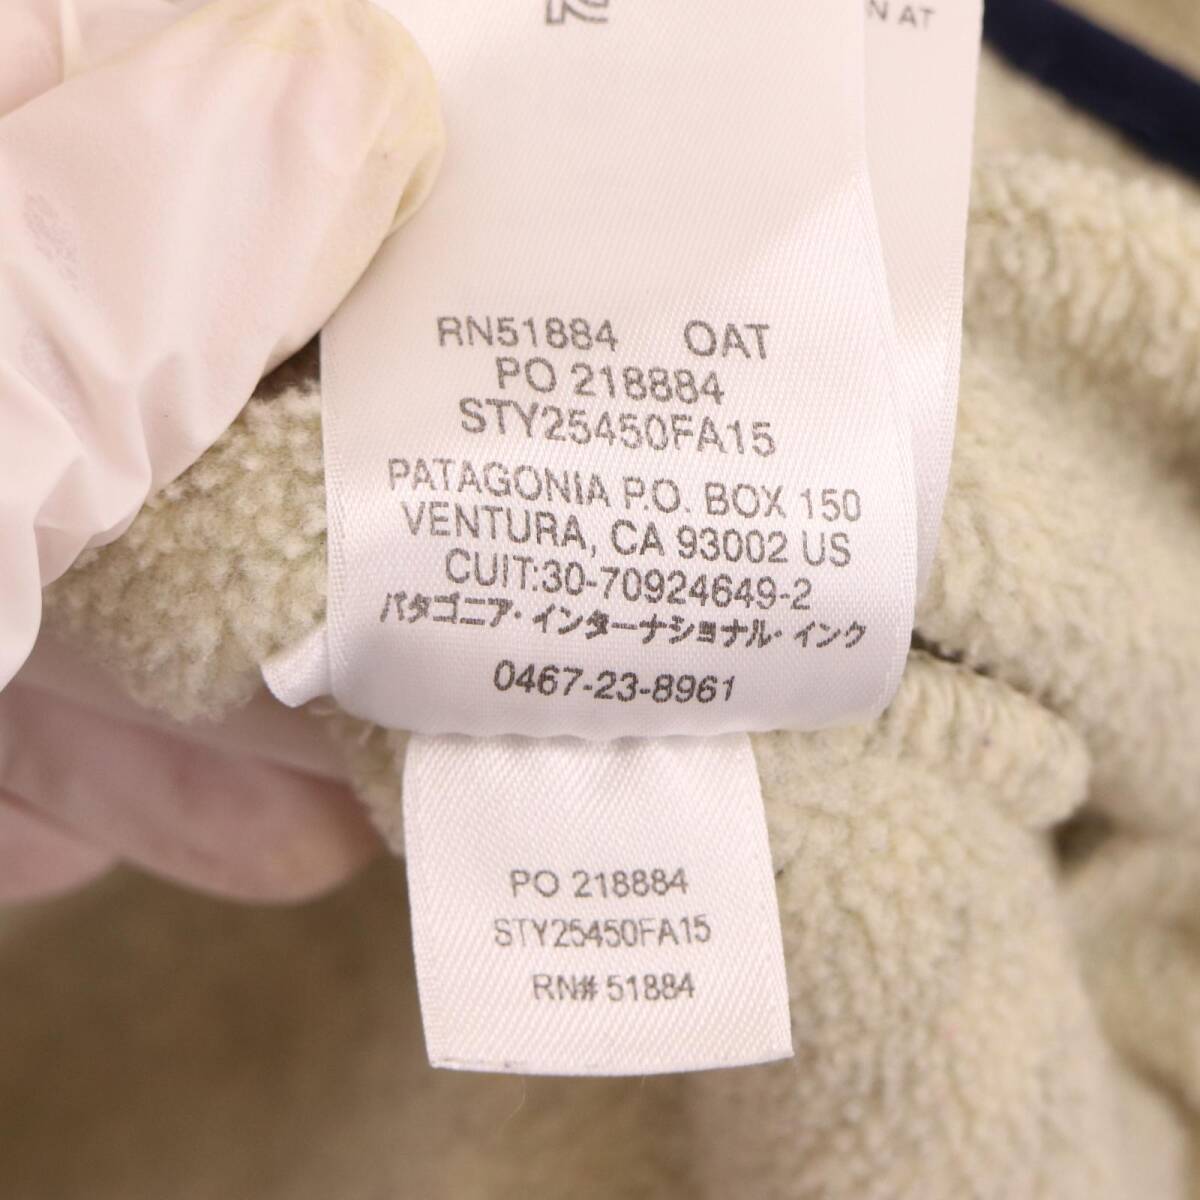 N AT
RN51884 OAT
PO 218884
STY25450FA15
PATAGONIA P.O. BOX 150
VENTURA, CA 93002 US
CUIT:30-70924649-2
パタゴニア・インターナショナル・インク
0467-23-8961
PO 218884
STY25450FA15
RN# 51884